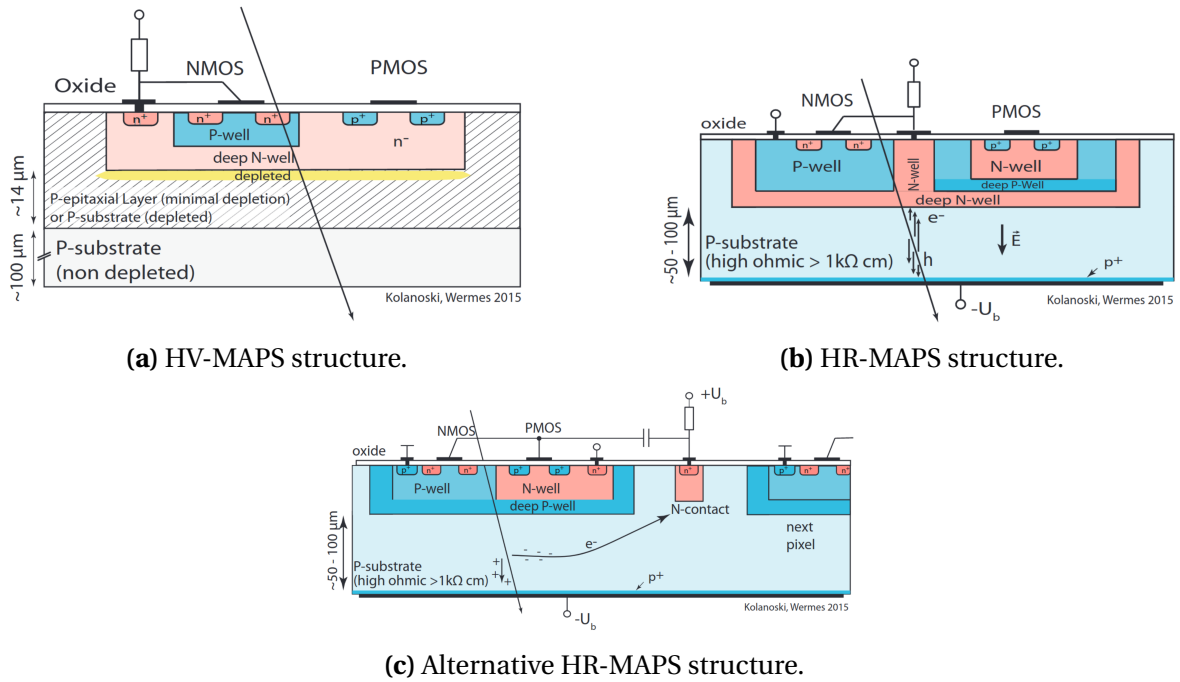 Oxide
NMOS
PMOS
n⁺
n⁺
n⁺
p⁺
p⁺
P-well
n⁻
deep N-well
depleted
~14 μm
P-epitaxial Layer (minimal depletion)
or P-substrate (depleted)
~100 μm
P-substrate
(non depleted)
Kolanoski, Wermes 2015
(a) HV-MAPS structure.
NMOS
PMOS
oxide
n⁺
n⁺
p⁺
p⁺
P-well
N-well
N-well
deep P-Well
deep N-well
e⁻
~50 - 100 μm
P-substrate
(high ohmic > 1kΩ cm)
h
E⃗
p⁺
-U_b
Kolanoski, Wermes 2015
(b) HR-MAPS structure.
+U_b
NMOS
PMOS
oxide
p⁺
n⁺
n⁺
p⁺
p⁺
n⁺
n⁺
p⁺
n⁺
n⁺
P-well
N-well
deep P-well
N-contact
next
pixel
e⁻
- - - -
~50 - 100 μm
+
+
+
P-substrate
(high ohmic >1kΩ cm)
p⁺
-U_b
Kolanoski, Wermes 2015
(c) Alternative HR-MAPS structure.